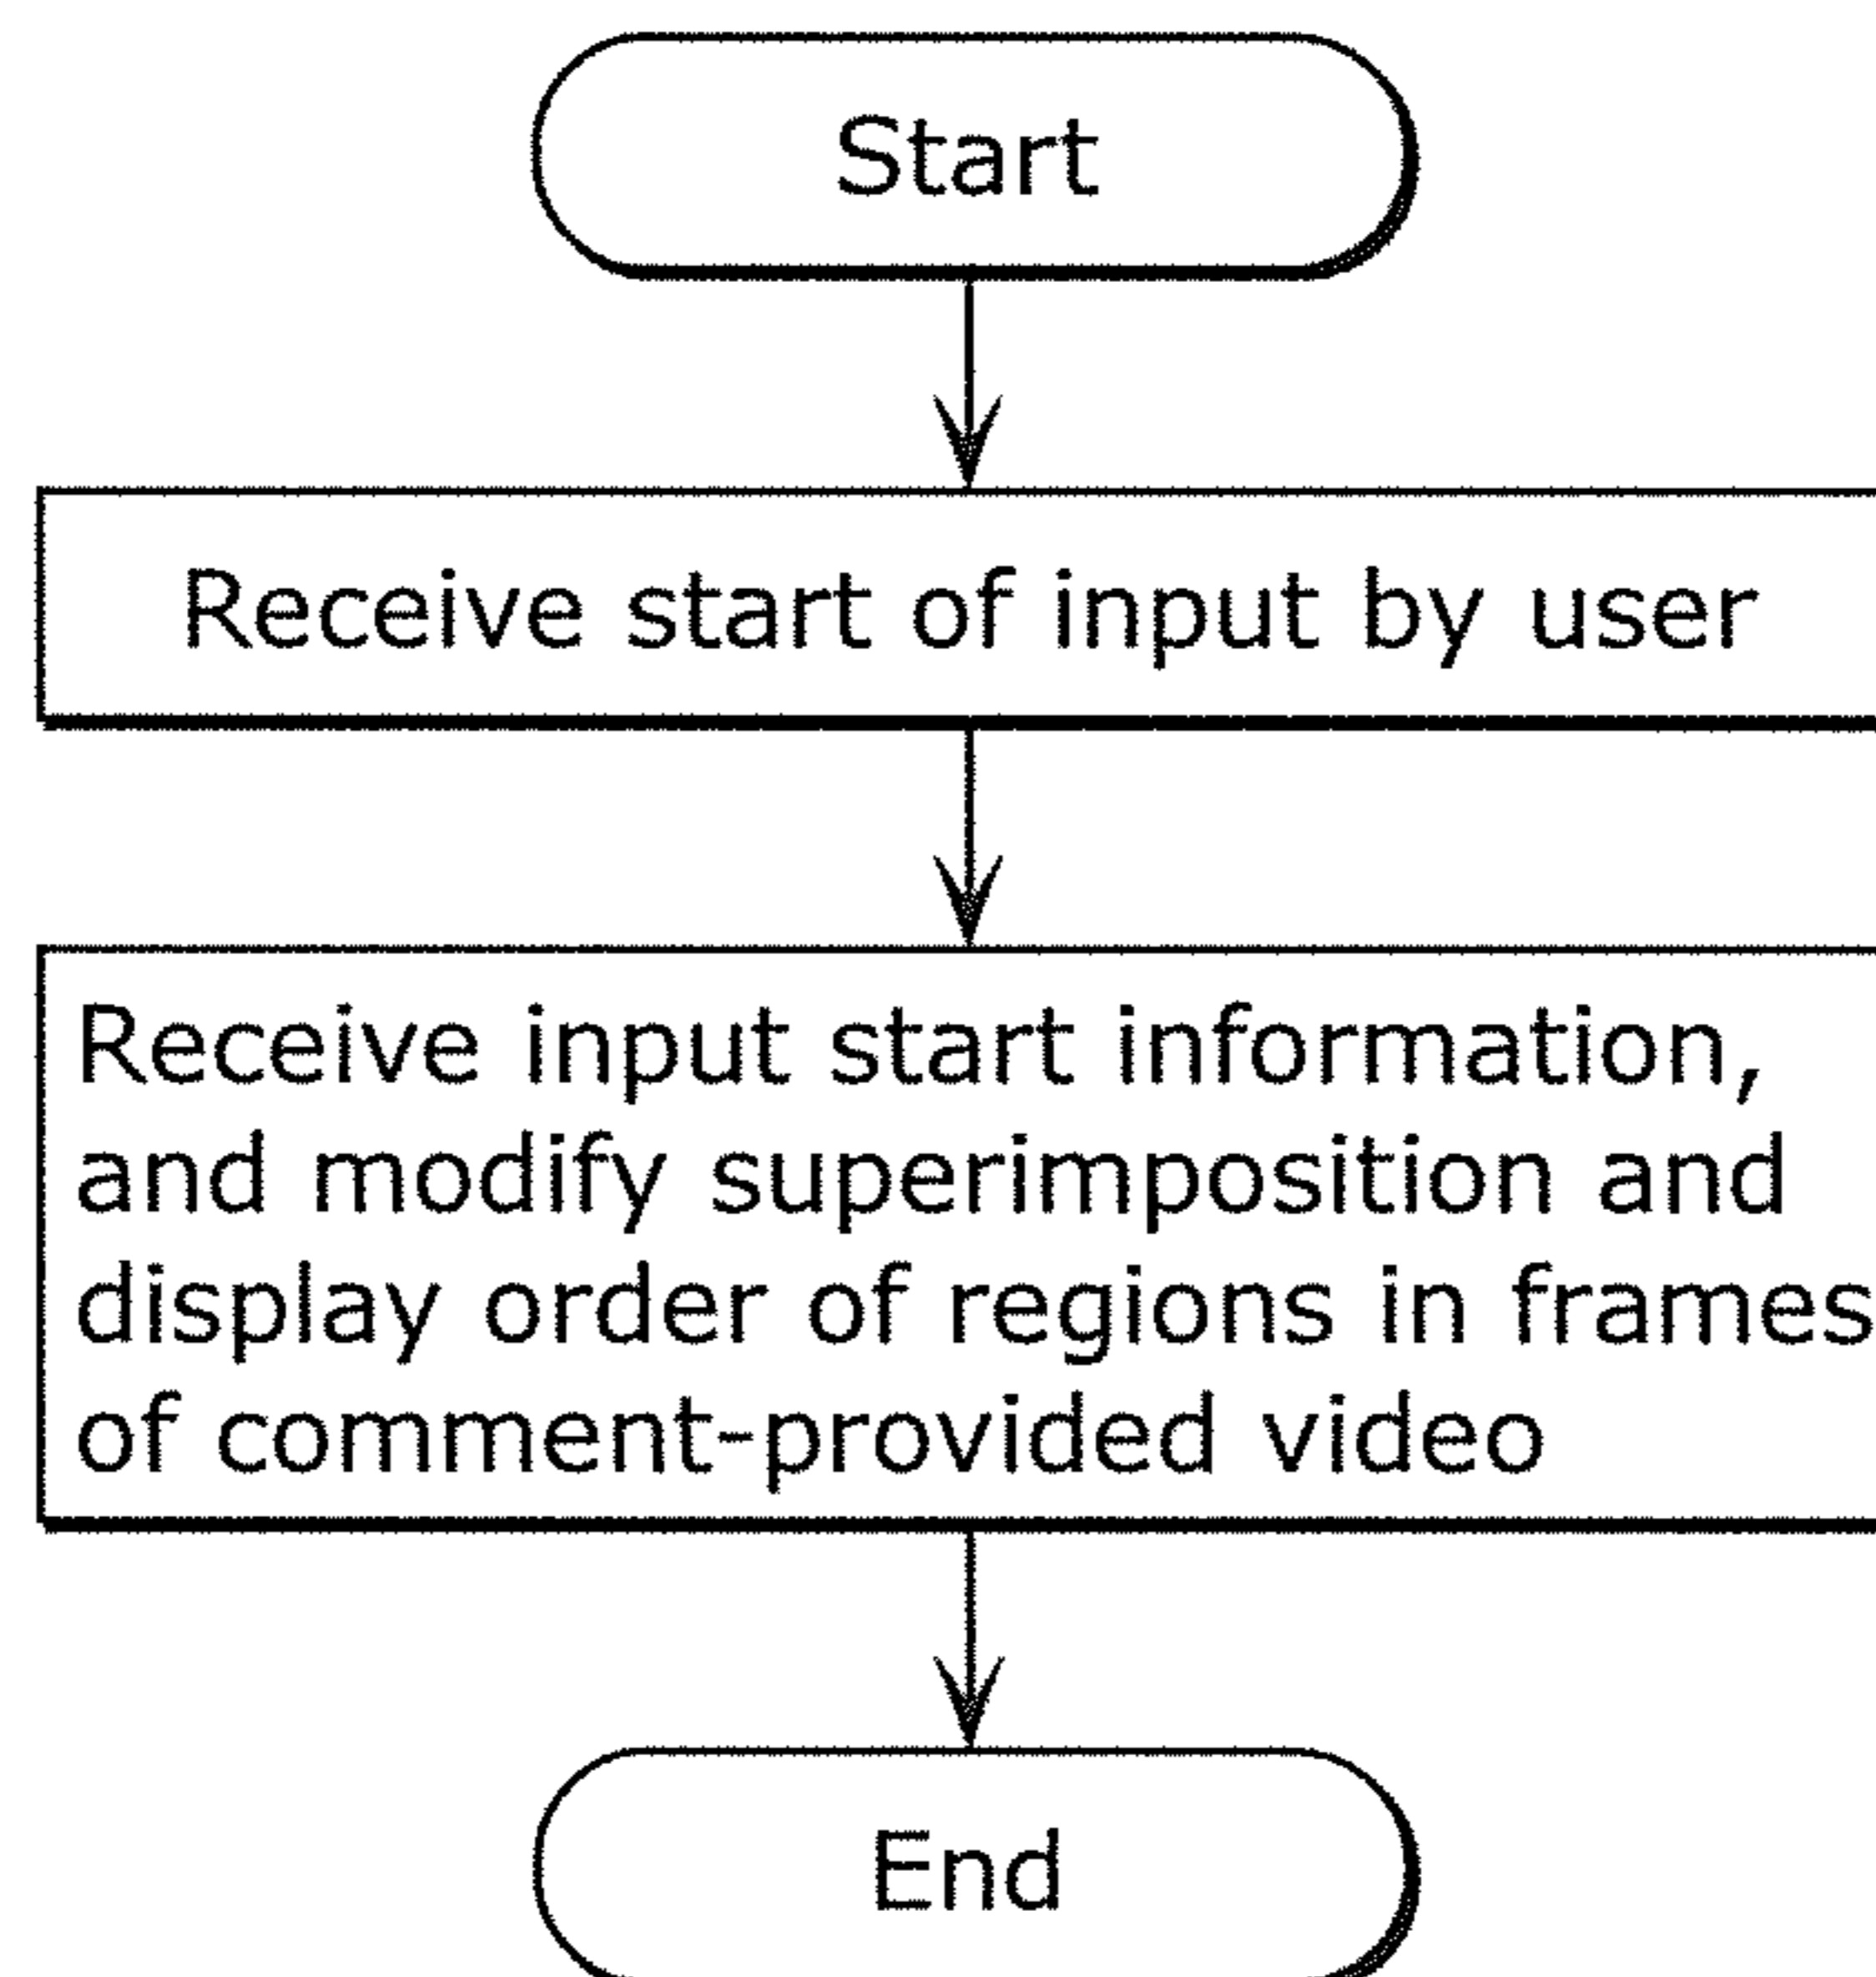 Start
Receive start of input by user
Receive input start information,
and modify superimposition and
display order of regions in frames
of comment-provided video
End